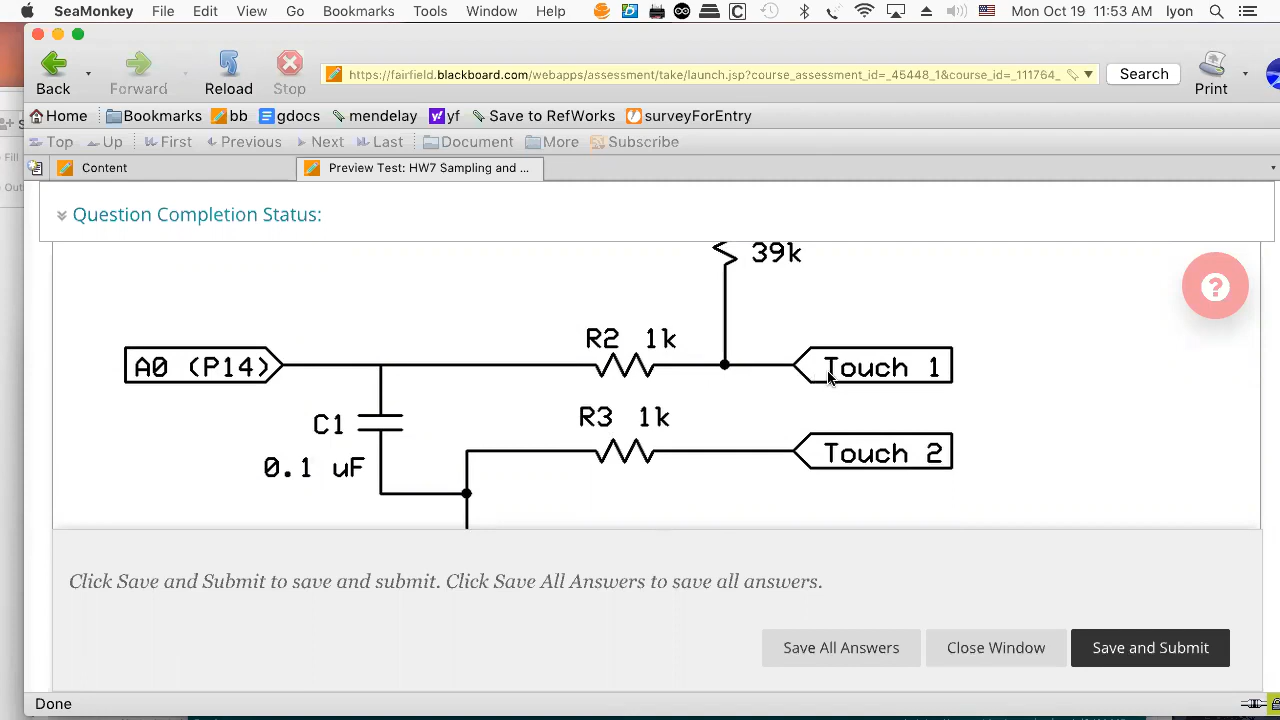 SeaMonkey File Edit View Go Bookmarks Tools Window Help Mon Oct 19 11:53 AM lyon
https://fairfield.blackboard.com/webapps/assessment/take/launch.jsp?course_assessment_id=_45448_1&course_id=_111764_ Search
Back Forward Reload Stop Print
Home Bookmarks bb gdocs mendelay yf Save to RefWorks surveyForEntry
Top Up First Previous Next Last Document More Subscribe
Content Preview Test: HW7 Sampling and ...
Question Completion Status:
39k
R2 1k
A0 (P14) Touch 1
C1 R3 1k
0.1 uF Touch 2
Click Save and Submit to save and submit. Click Save All Answers to save all answers.
Save All Answers Close Window Save and Submit
Done